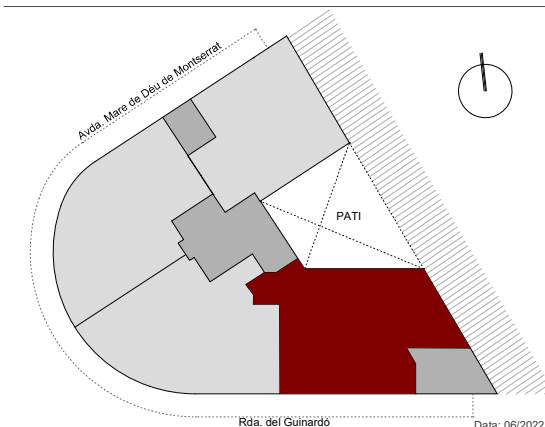 Avda. Mare de Déu de Montserrat
PATI
Rda. del Guinardó
Data: 06/2022